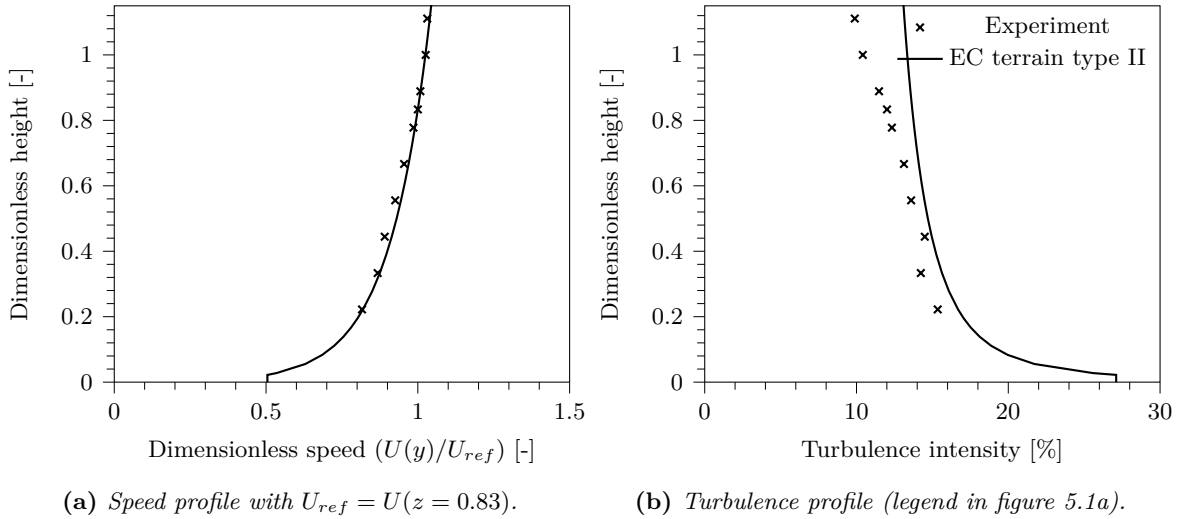 Dimensionless height [-]
1
0.8
0.6
0.4
0.2
0
0 0.5 1 1.5
Dimensionless speed (U(y)/U_ref) [-]
(a) Speed profile with U_ref = U(z = 0.83).
Dimensionless height [-]
1
0.8
0.6
0.4
0.2
0
0 10 20 30
Turbulence intensity [%]
Experiment
EC terrain type II
(b) Turbulence profile (legend in figure 5.1a).